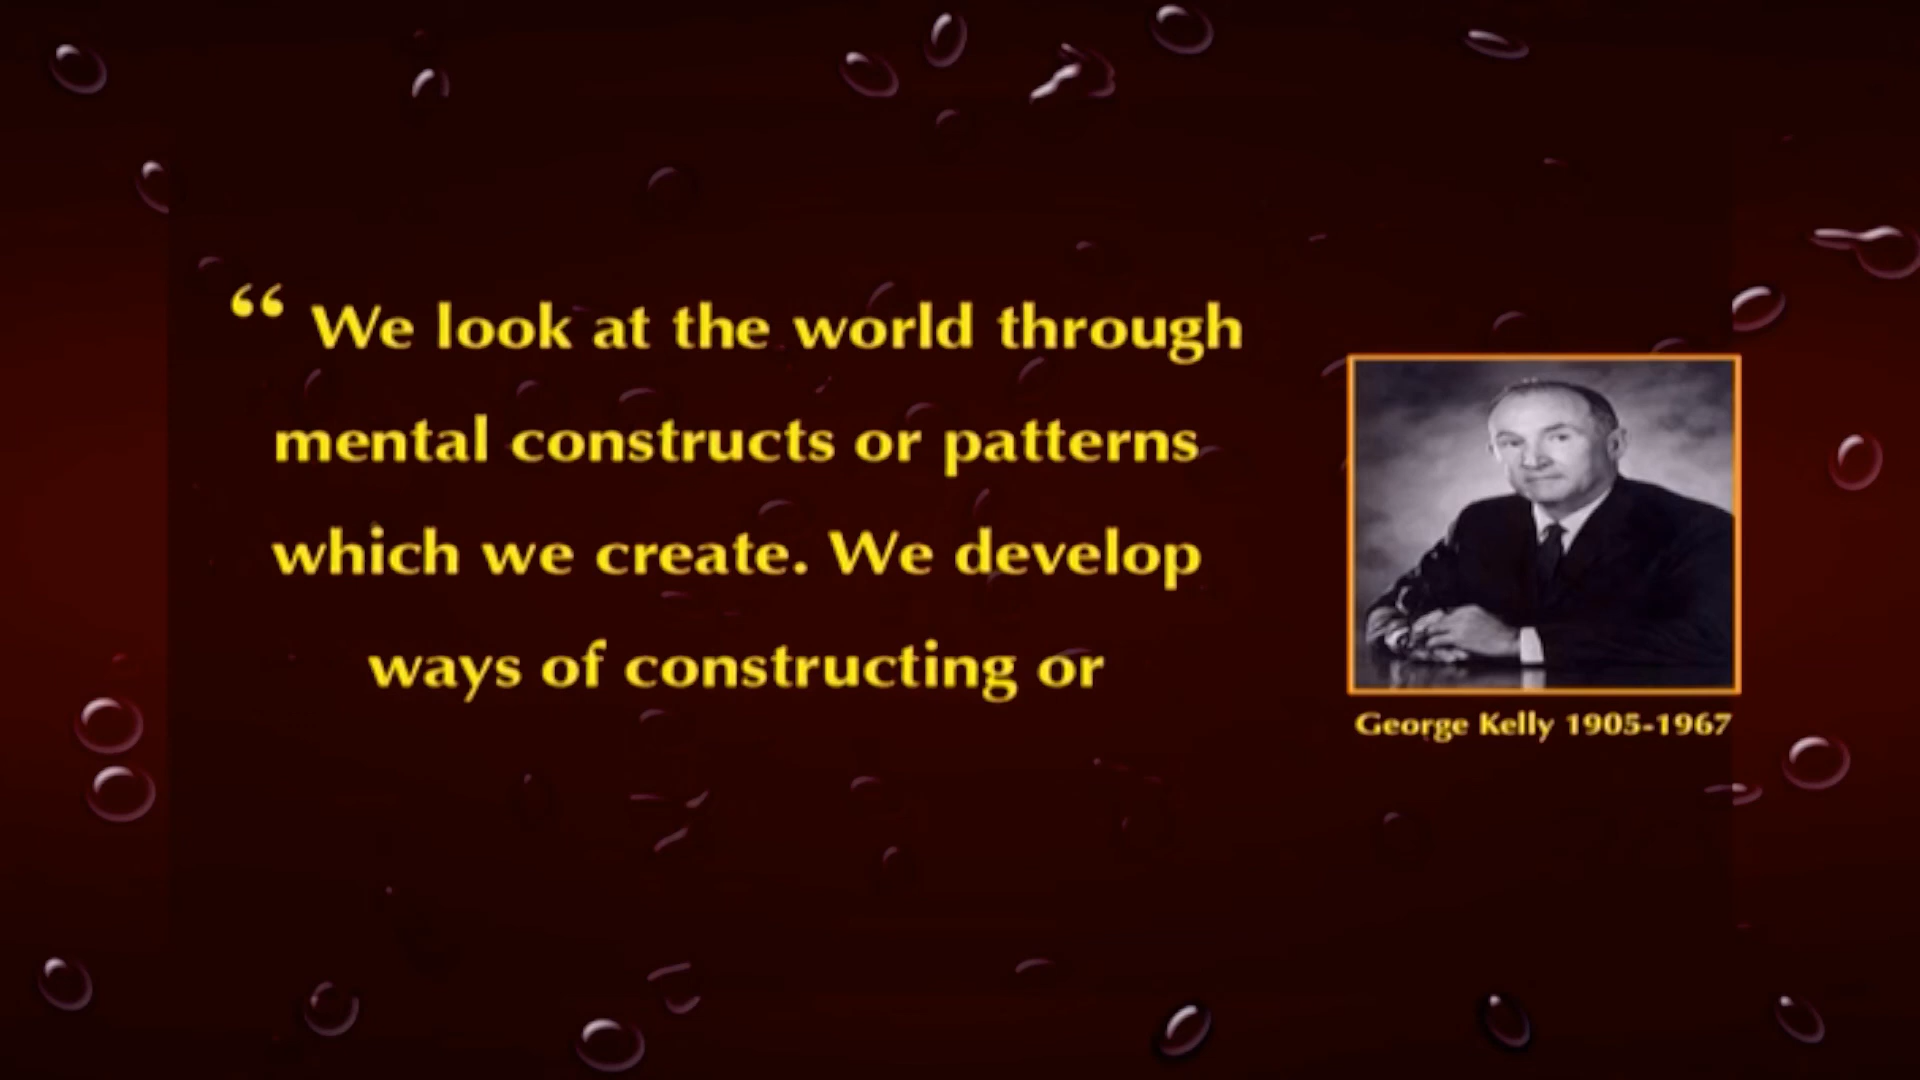 “ We look at the world through
mental constructs or patterns
which we create. We develop
ways of constructing or
George Kelly 1905-1967